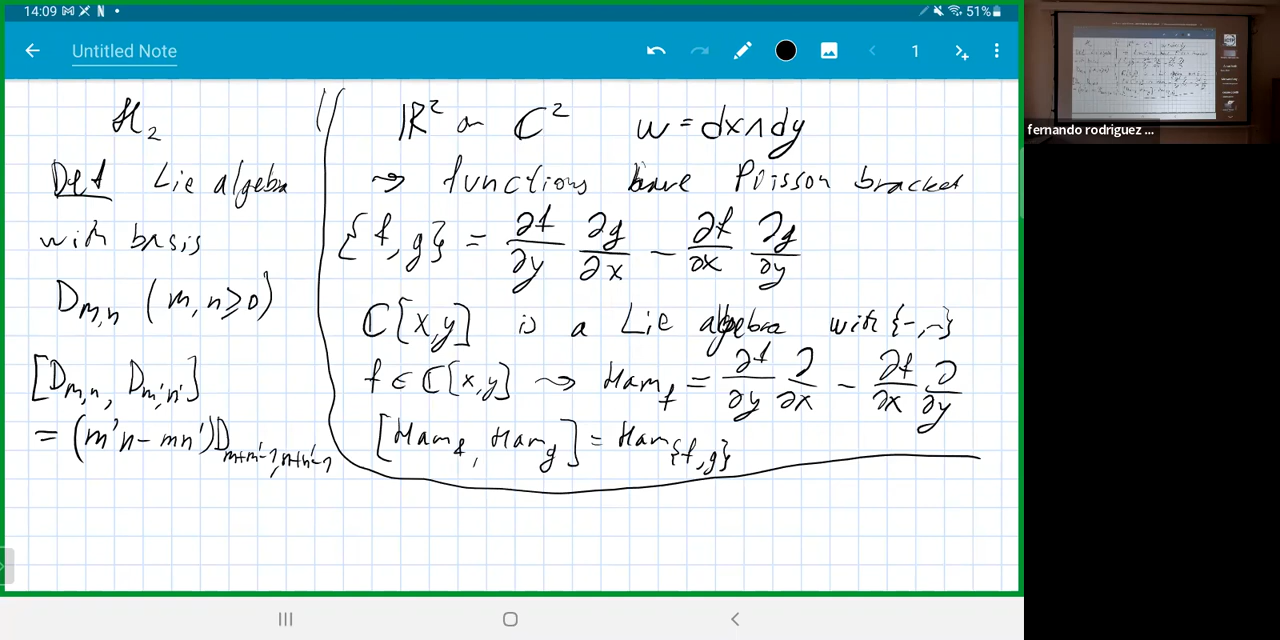 14:09
51%
Untitled Note
1
ℋ₂
Def Lie algebra
with basis
D_{m,n} (m, n ≥ 0)
[D_{m,n}, D_{m',n'}]
= (m'n - mn') D_{m+m'-1, n+n'-1}
ℝ² or ℂ² w = dx∧dy
⇝ functions have Poisson bracket
{f, g} = ∂f/∂y ∂g/∂x - ∂f/∂x ∂g/∂y
ℂ[x,y] is a Lie algebra with {-,-}
f ∈ ℂ[x,y] ⇝ Ham_f = ∂f/∂y ∂/∂x - ∂f/∂x ∂/∂y
[Ham_f, Ham_g] = Ham_{f,g}
fernando rodriguez ...